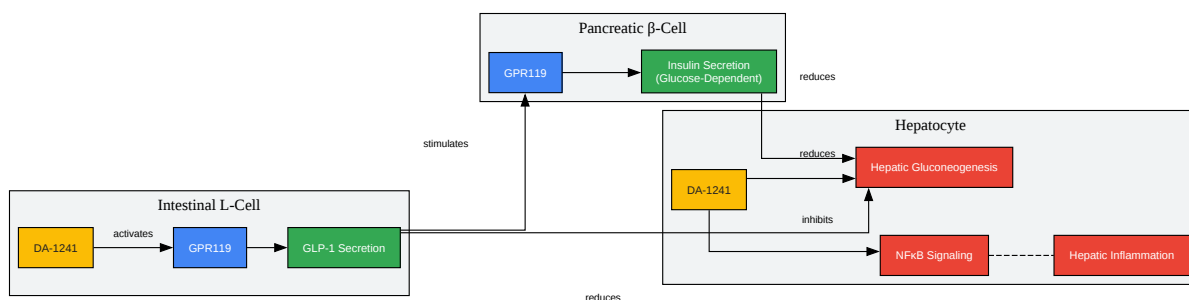 Pancreatic β-Cell
GPR119
Insulin Secretion
(Glucose-Dependent)
reduces
Hepatocyte
stimulates
reduces
Hepatic Gluconeogenesis
DA-1241
Intestinal L-Cell
inhibits
activates
DA-1241
GPR119
GLP-1 Secretion
NFκB Signaling
Hepatic Inflammation
reduces